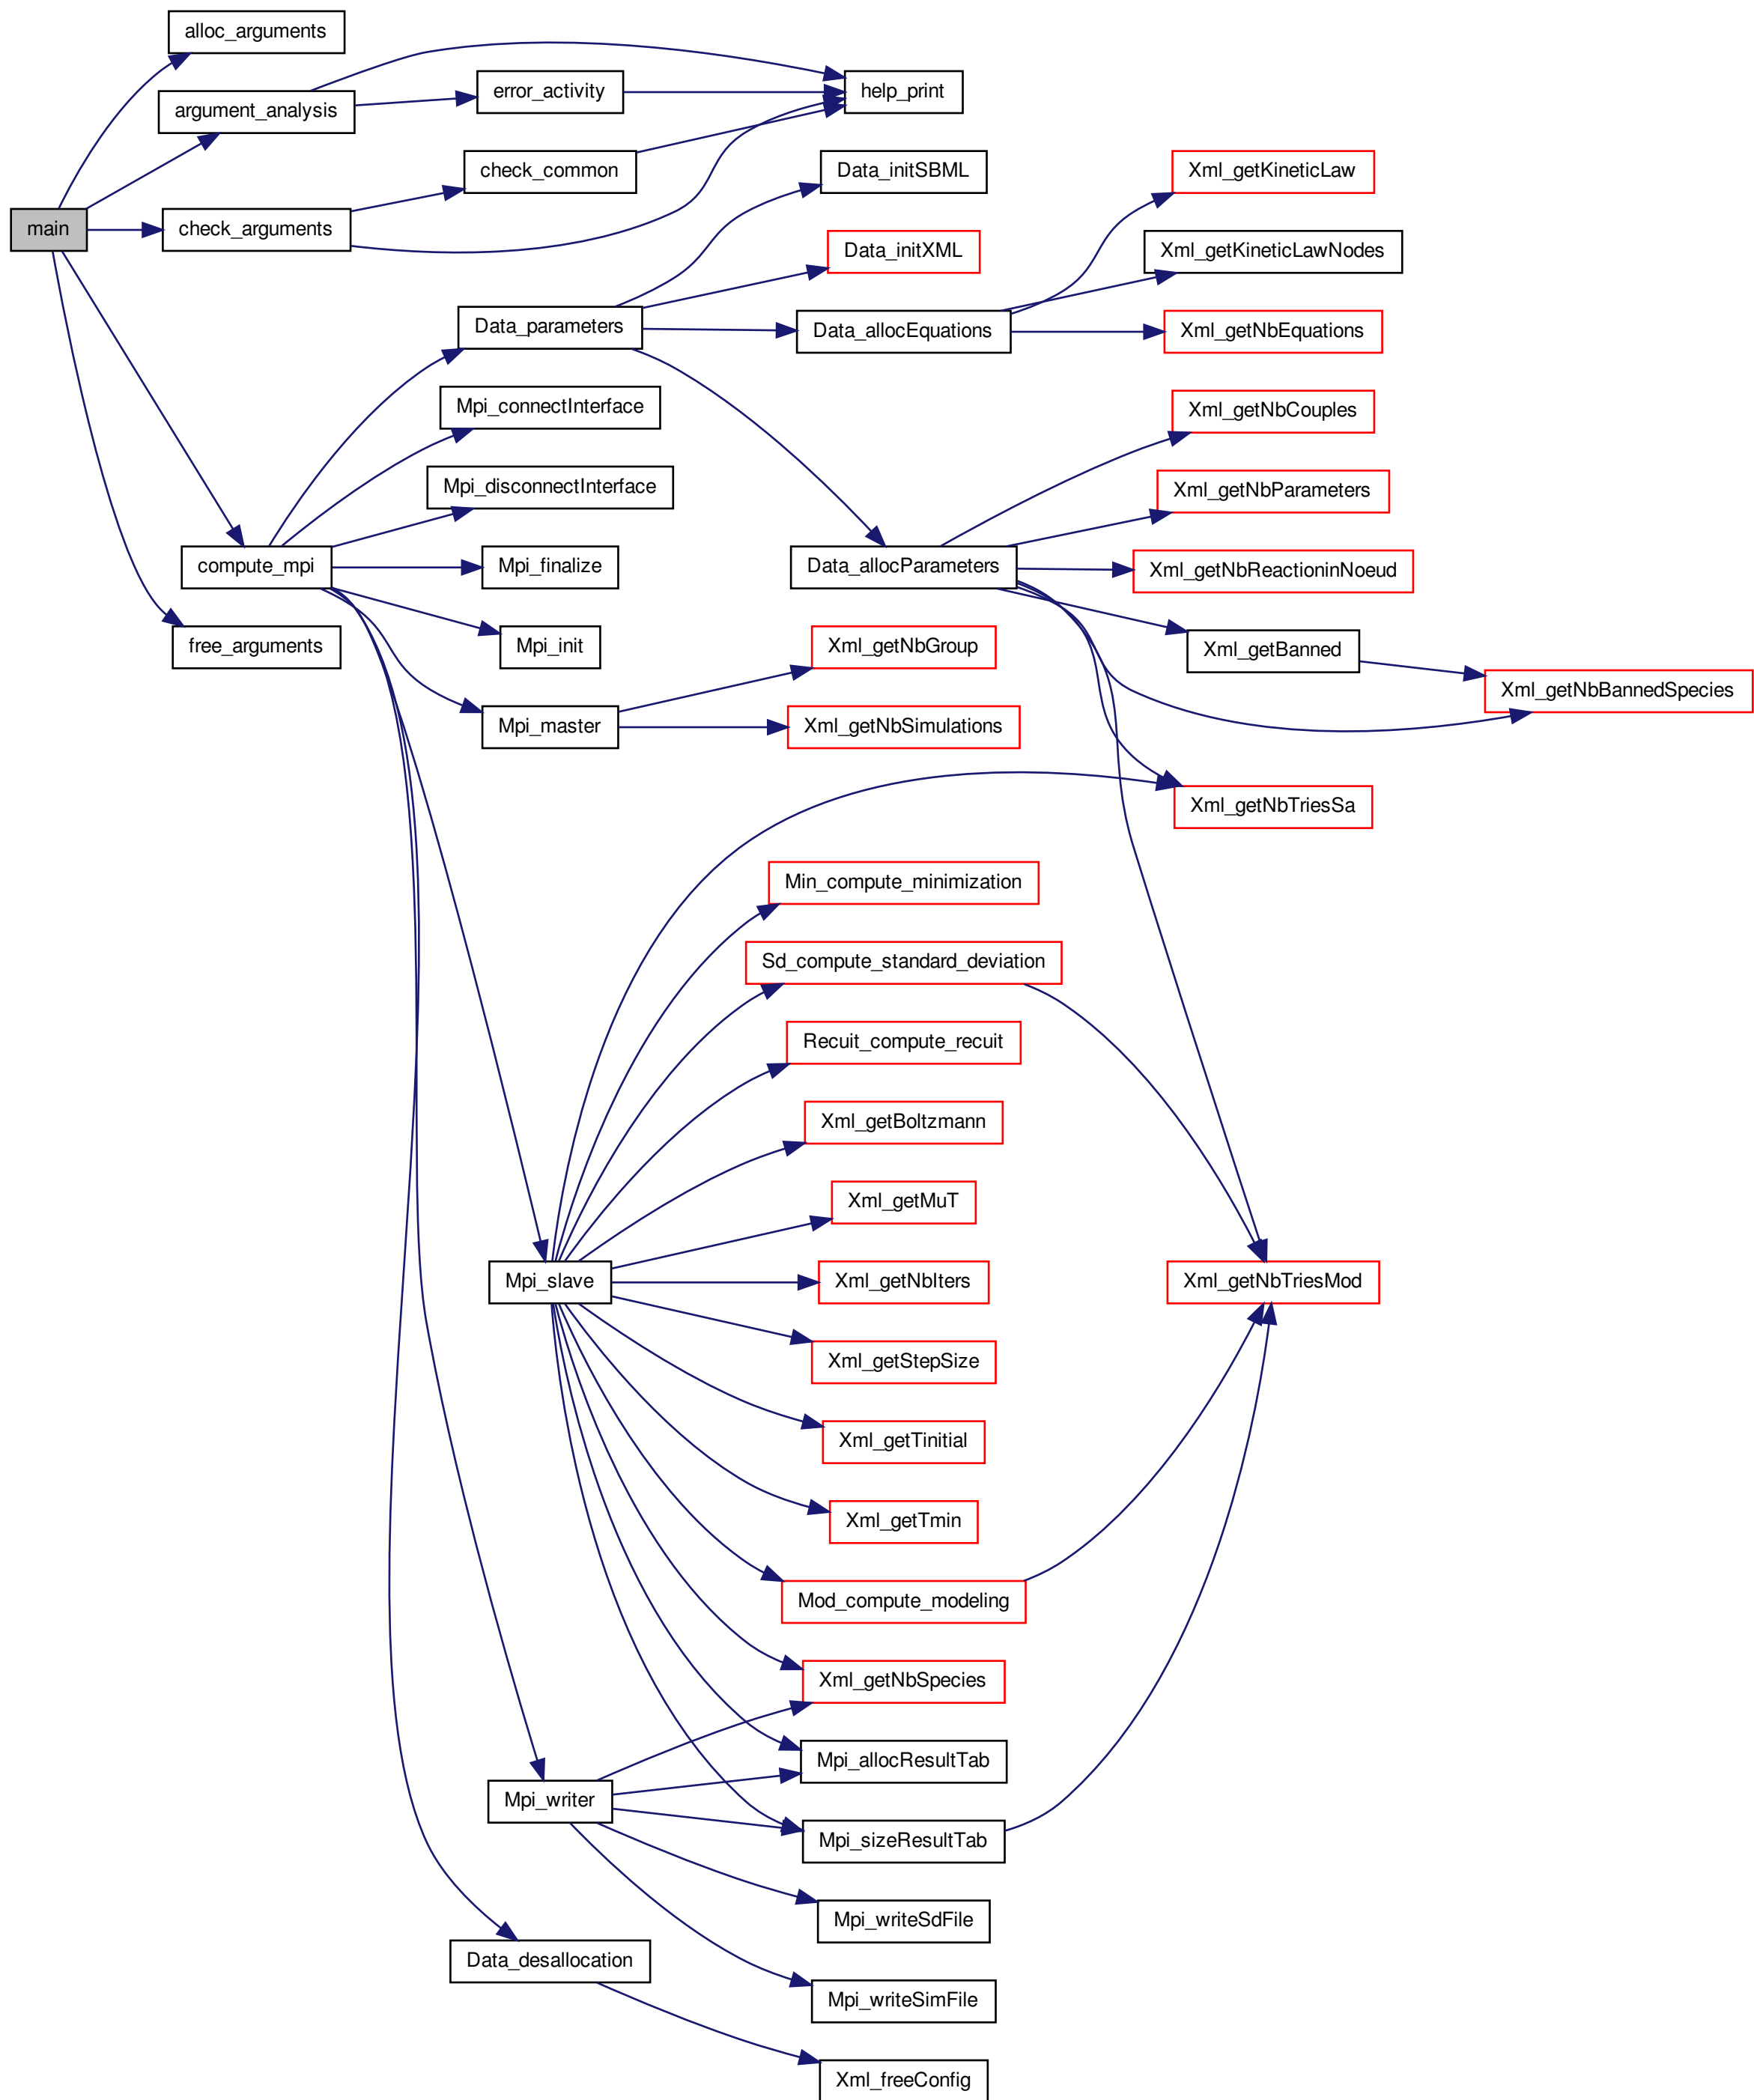 alloc_arguments
argument_analysis
error_activity
help_print
check_common
Data_initSBML
Xml_getKineticLaw
main
check_arguments
Data_initXML
Xml_getKineticLawNodes
Data_parameters
Data_allocEquations
Xml_getNbEquations
Mpi_connectInterface
Xml_getNbCouples
Mpi_disconnectInterface
Xml_getNbParameters
compute_mpi
Mpi_finalize
Data_allocParameters
Xml_getNbReactioninNoeud
free_arguments
Mpi_init
Xml_getNbGroup
Xml_getBanned
Xml_getNbBannedSpecies
Mpi_master
Xml_getNbSimulations
Xml_getNbTriesSa
Min_compute_minimization
Sd_compute_standard_deviation
Recuit_compute_recuit
Xml_getBoltzmann
Xml_getMuT
Mpi_slave
Xml_getNbIters
Xml_getNbTriesMod
Xml_getStepSize
Xml_getTinitial
Xml_getTmin
Mod_compute_modeling
Xml_getNbSpecies
Mpi_allocResultTab
Mpi_writer
Mpi_sizeResultTab
Mpi_writeSdFile
Data_desallocation
Mpi_writeSimFile
Xml_freeConfig